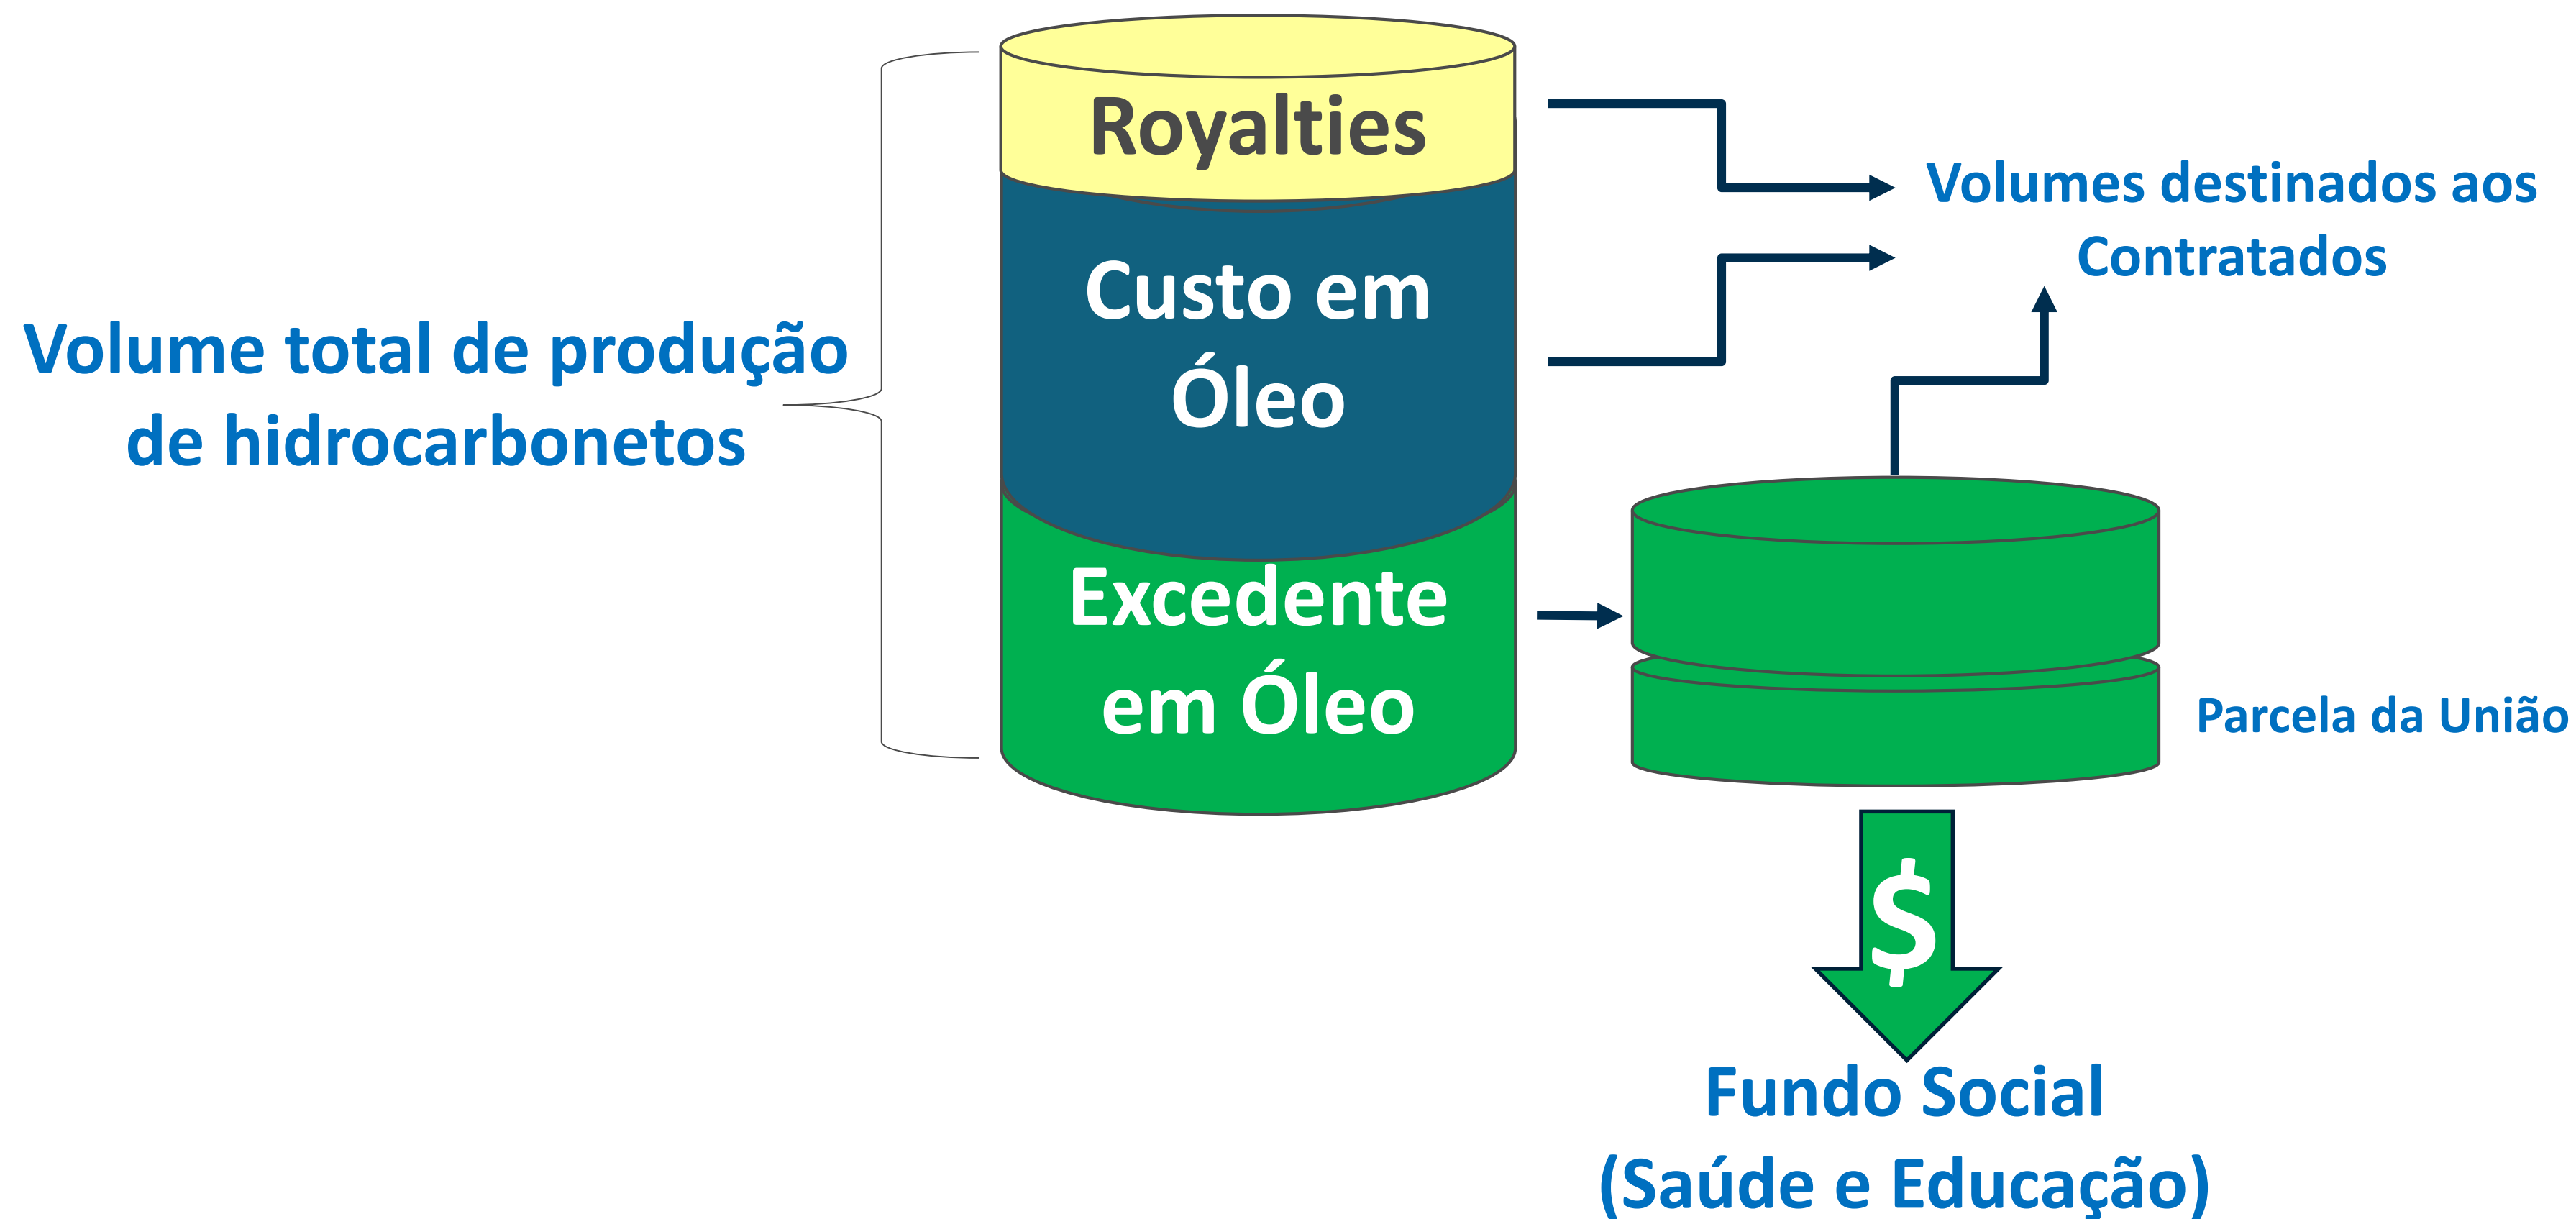 Royalties
Custo em
Óleo
Excedente
em Óleo
Volume total de produção
de hidrocarbonetos
Volumes destinados aos
Contratados
Parcela da União
$
Fundo Social
(Saúde e Educação)